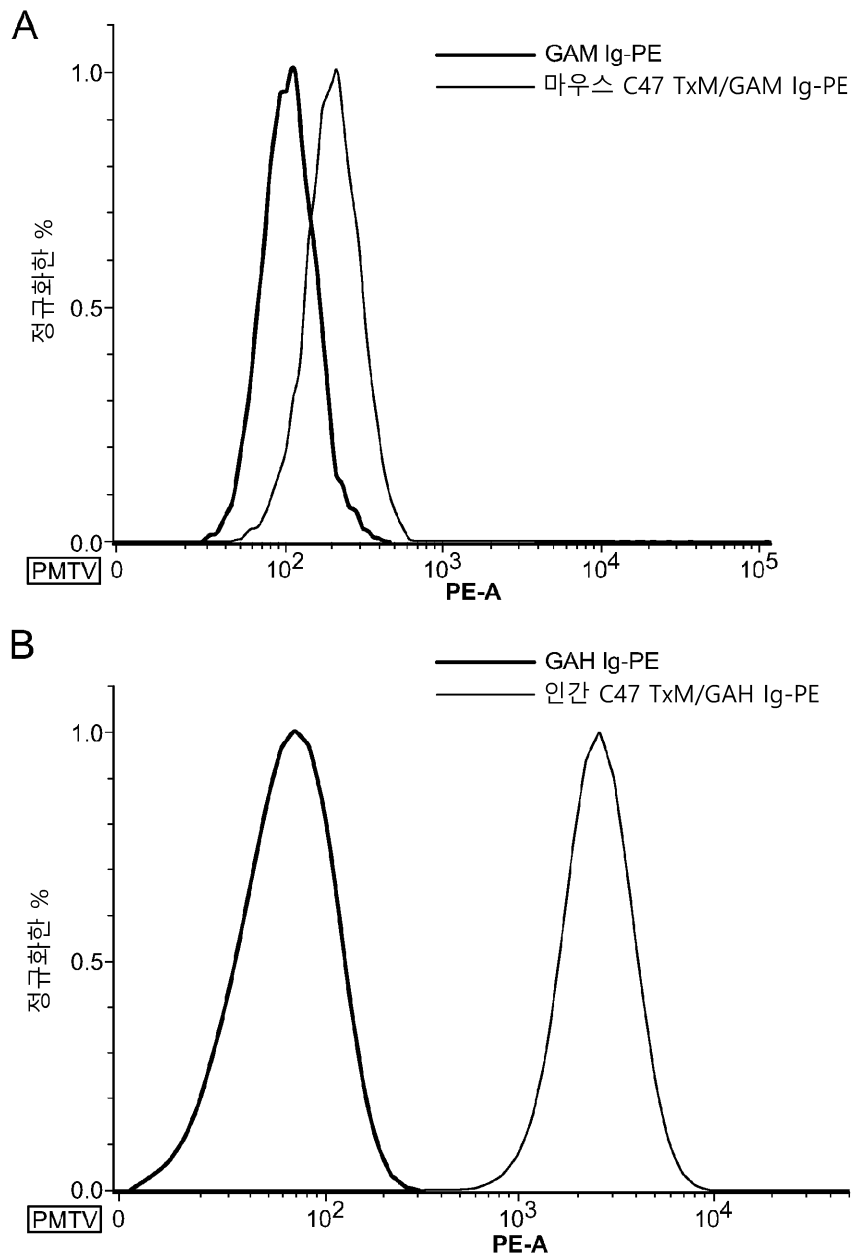 A
GAM Ig-PE
마우스 C47 TxM/GAM Ig-PE
1.0
정규화한 %
0.5
0.0
PMTV 0 10² 10³ 10⁴ 10⁵
PE-A
B
GAH Ig-PE
인간 C47 TxM/GAH Ig-PE
1.0
정규화한 %
0.5
0.0
PMTV 0 10² 10³ 10⁴
PE-A